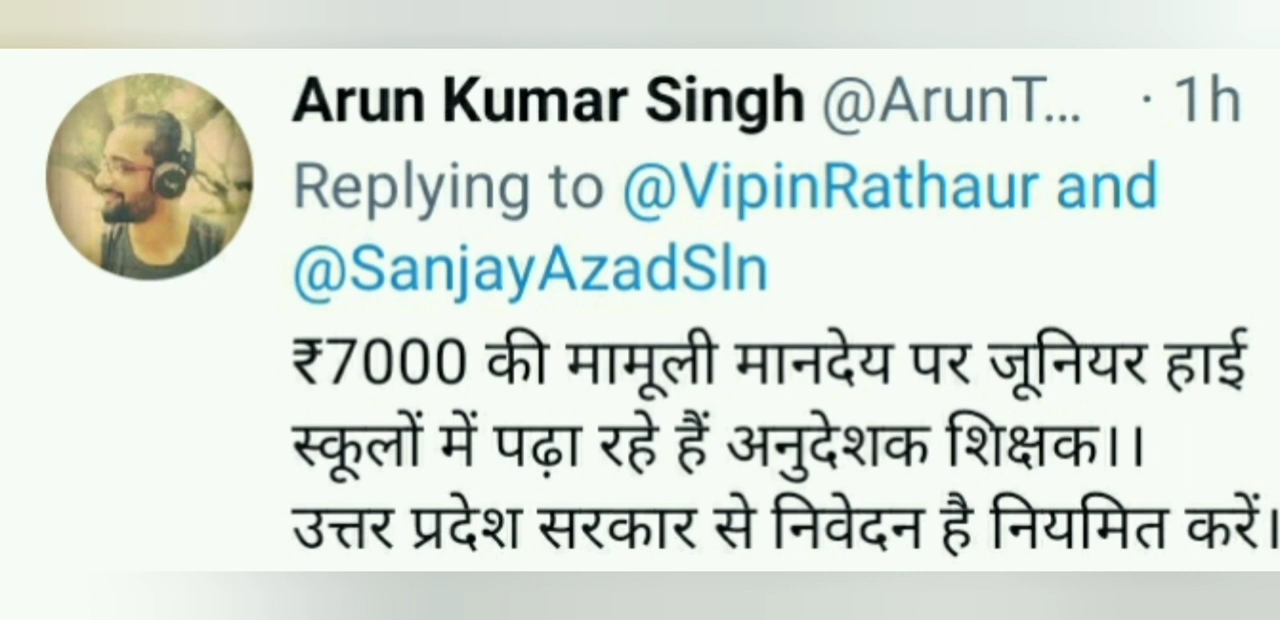 Arun Kumar Singh @ArunT... · 1h
Replying to @VipinRathaur and
@SanjayAzadSln
₹7000 की मामूली मानदेय पर जूनियर हाई
स्कूलों में पढ़ा रहे हैं अनुदेशक शिक्षक।।
उत्तर प्रदेश सरकार से निवेदन है नियमित करें।